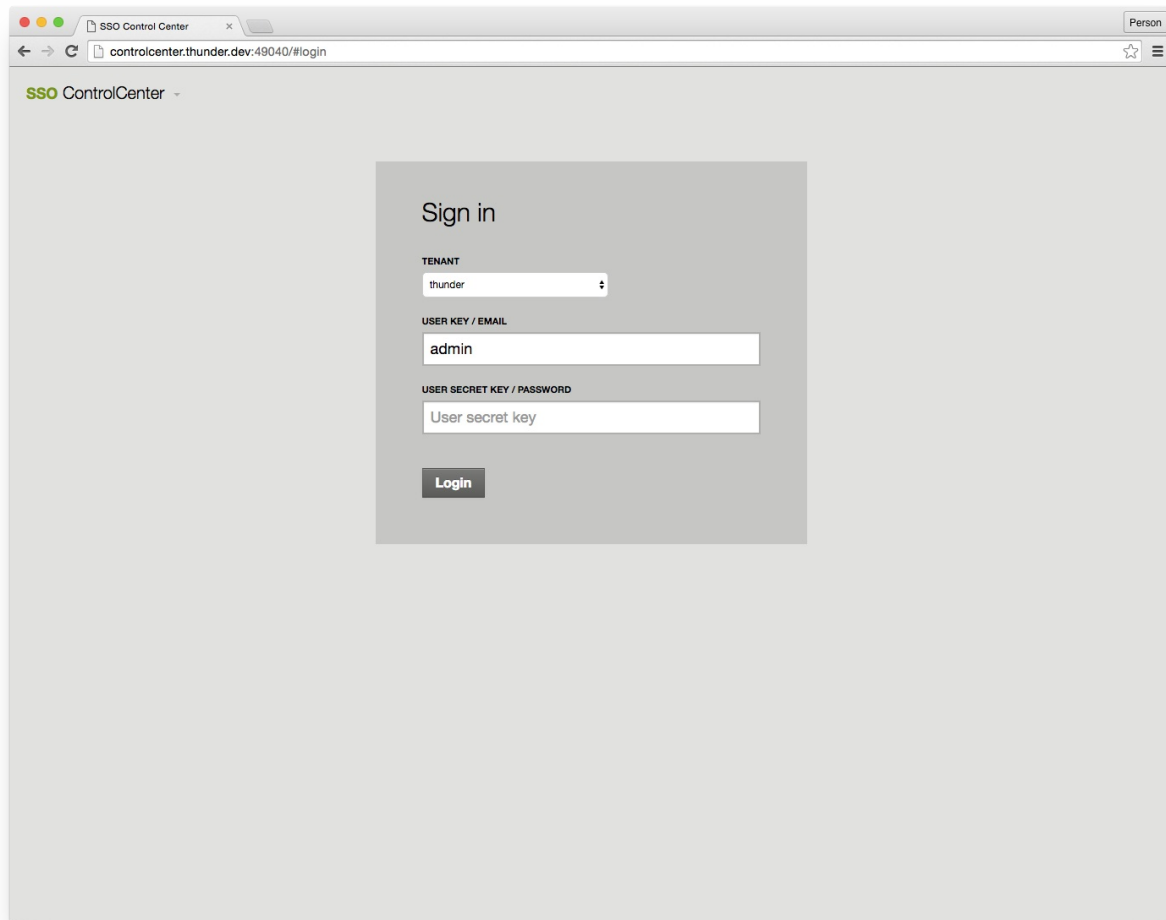 SSO Control Center
Person
controlcenter.thunder.dev:49040/#login
SSO ControlCenter
Sign in
TENANT
thunder
USER KEY / EMAIL
admin
USER SECRET KEY / PASSWORD
User secret key
Login